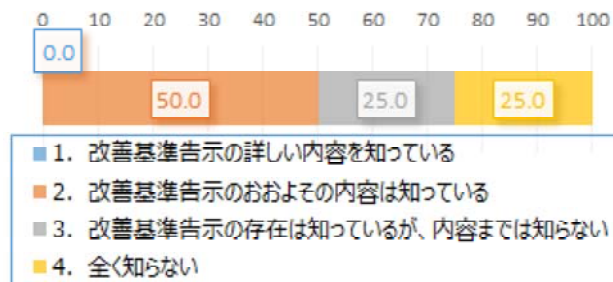 0 10 20 30 40 50 60 70 80 90 100
0.0
50.0 25.0 25.0
1. 改善基準告示の詳しい内容を知っている
2. 改善基準告示のおおよその内容は知っている
3. 改善基準告示の存在は知っているが、内容までは知らない
4. 全く知らない